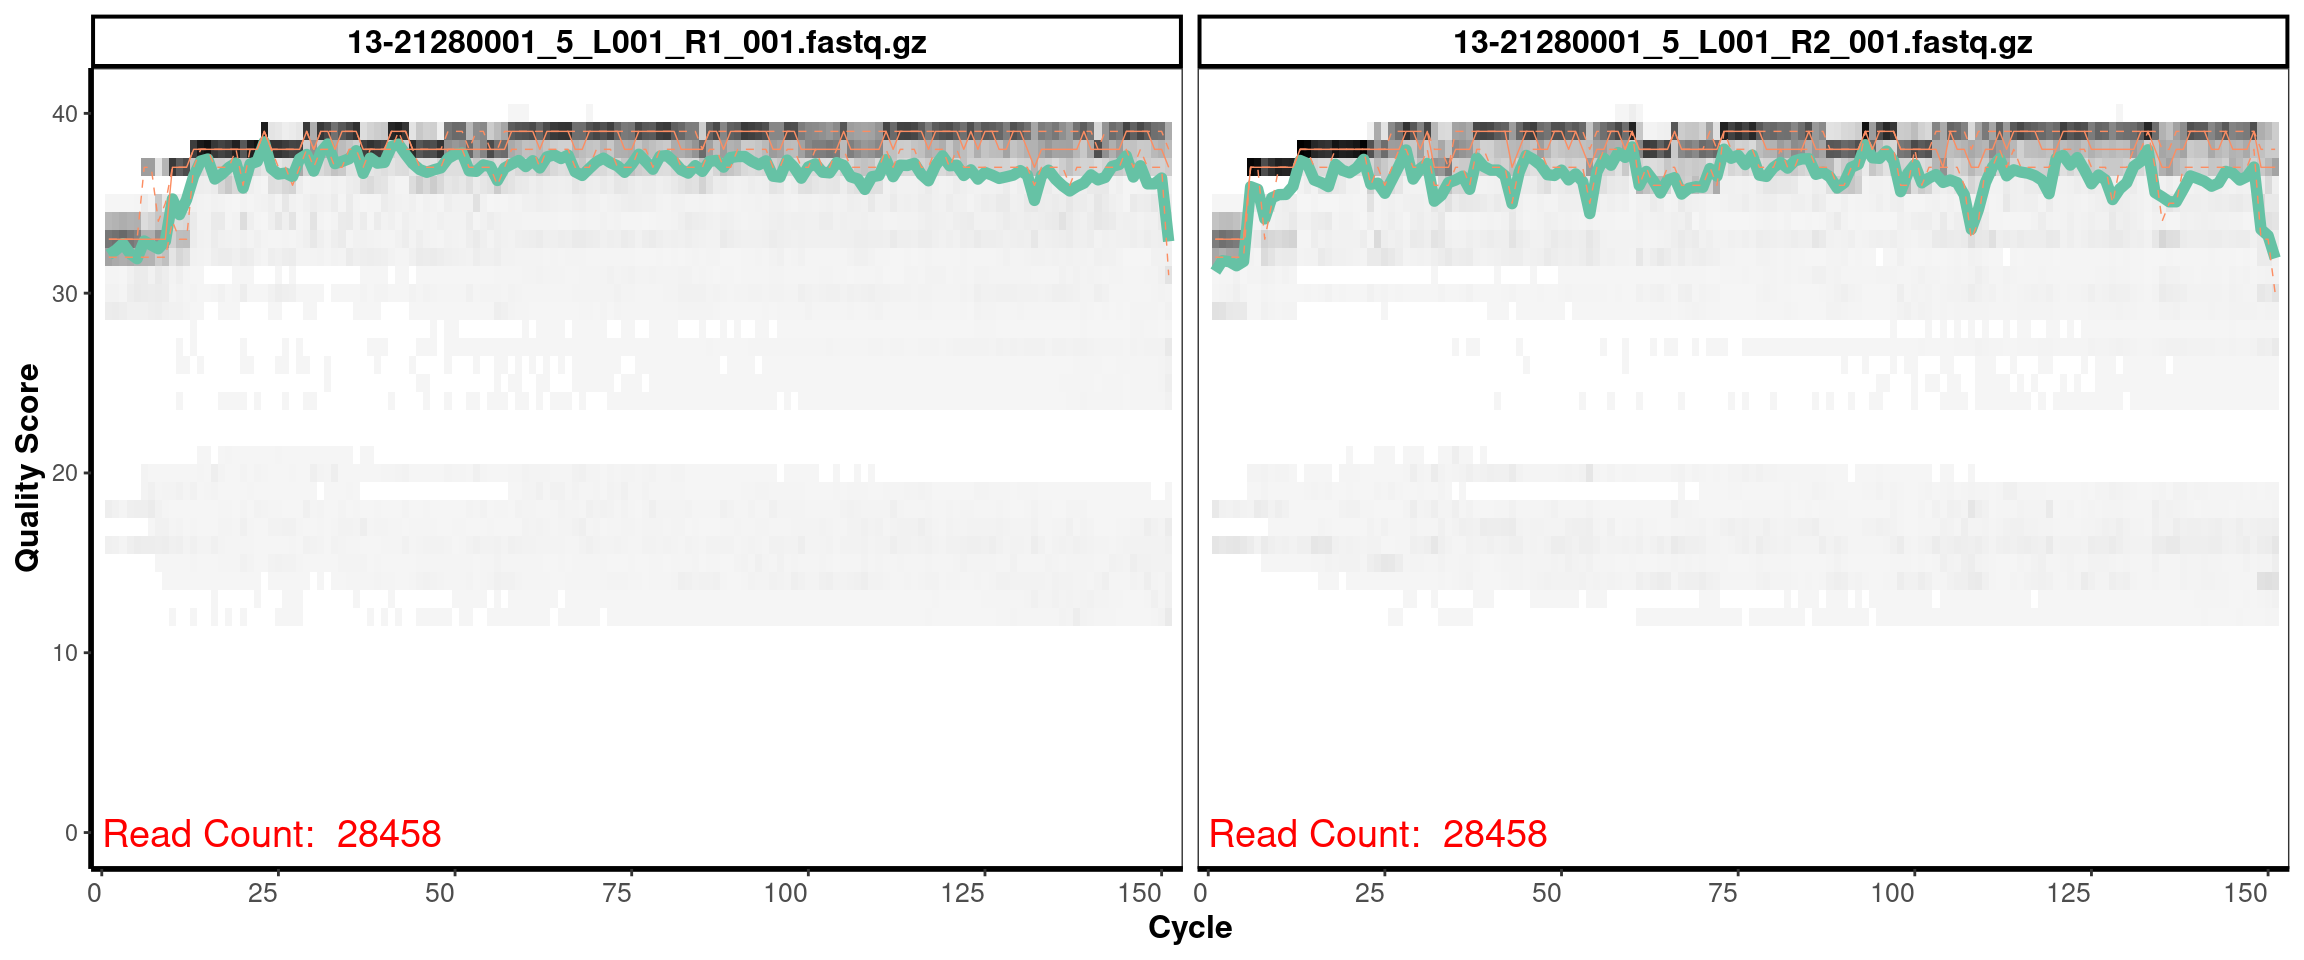 13-21280001_5_L001_R1_001.fastq.gz
13-21280001_5_L001_R2_001.fastq.gz
Quality Score
40
30
20
10
0
Read Count:  28458
Read Count:  28458
0 25 50 75 100 125 150
0 25 50 75 100 125 150
Cycle